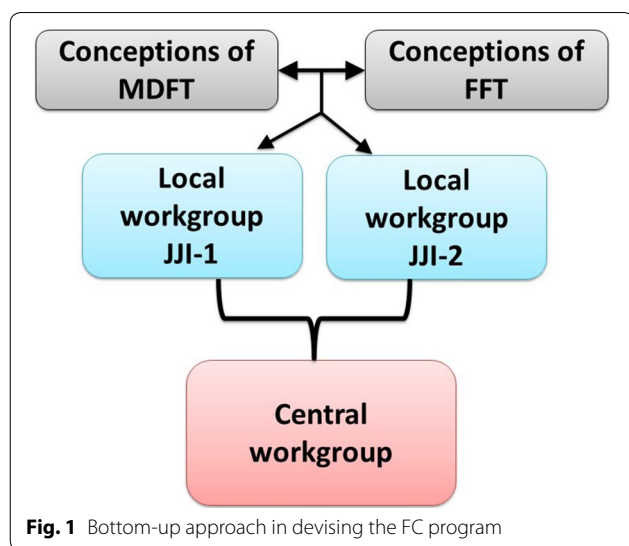 Conceptions of
MDFT
Conceptions of
FFT
Local
workgroup
JJI-1
Local
workgroup
JJI-2
Central
workgroup
Fig. 1 Bottom-up approach in devising the FC program